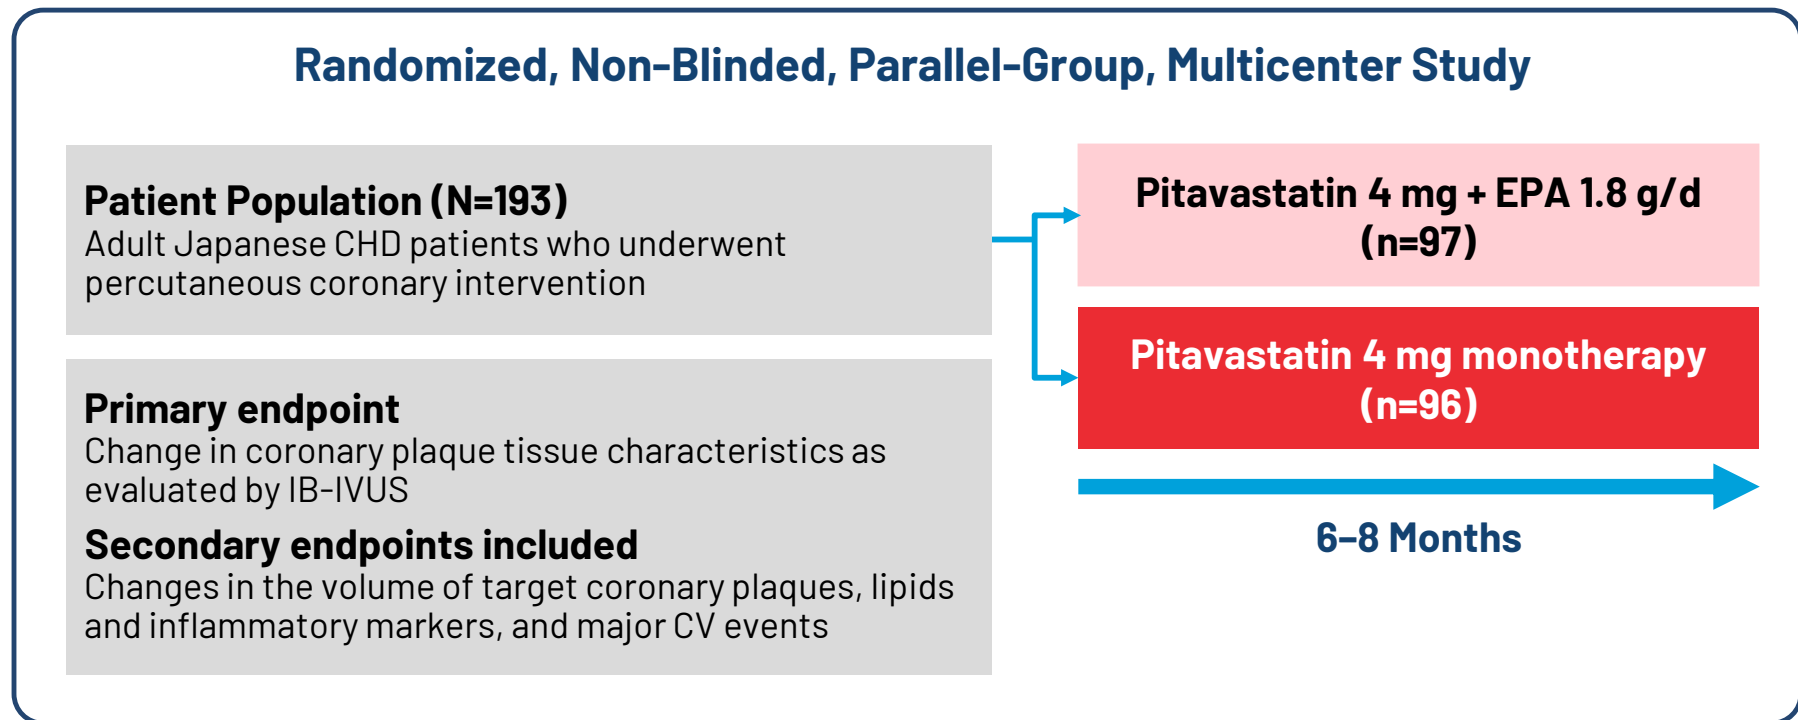 Randomized, Non-Blinded, Parallel-Group, Multicenter Study
Patient Population (N=193)
Adult Japanese CHD patients who underwent
percutaneous coronary intervention
Primary endpoint
Change in coronary plaque tissue characteristics as
evaluated by IB-IVUS
Secondary endpoints included
Changes in the volume of target coronary plaques, lipids
and inflammatory markers, and major CV events
Pitavastatin 4 mg + EPA 1.8 g/d
(n=97)
Pitavastatin 4 mg monotherapy
(n=96)
6–8 Months